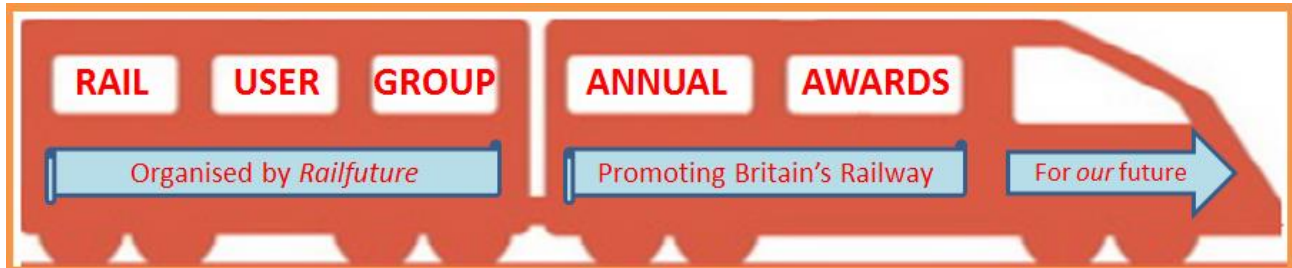 RAIL USER GROUP ANNUAL AWARDS
Organised by Railfuture Promoting Britain's Railway For our future